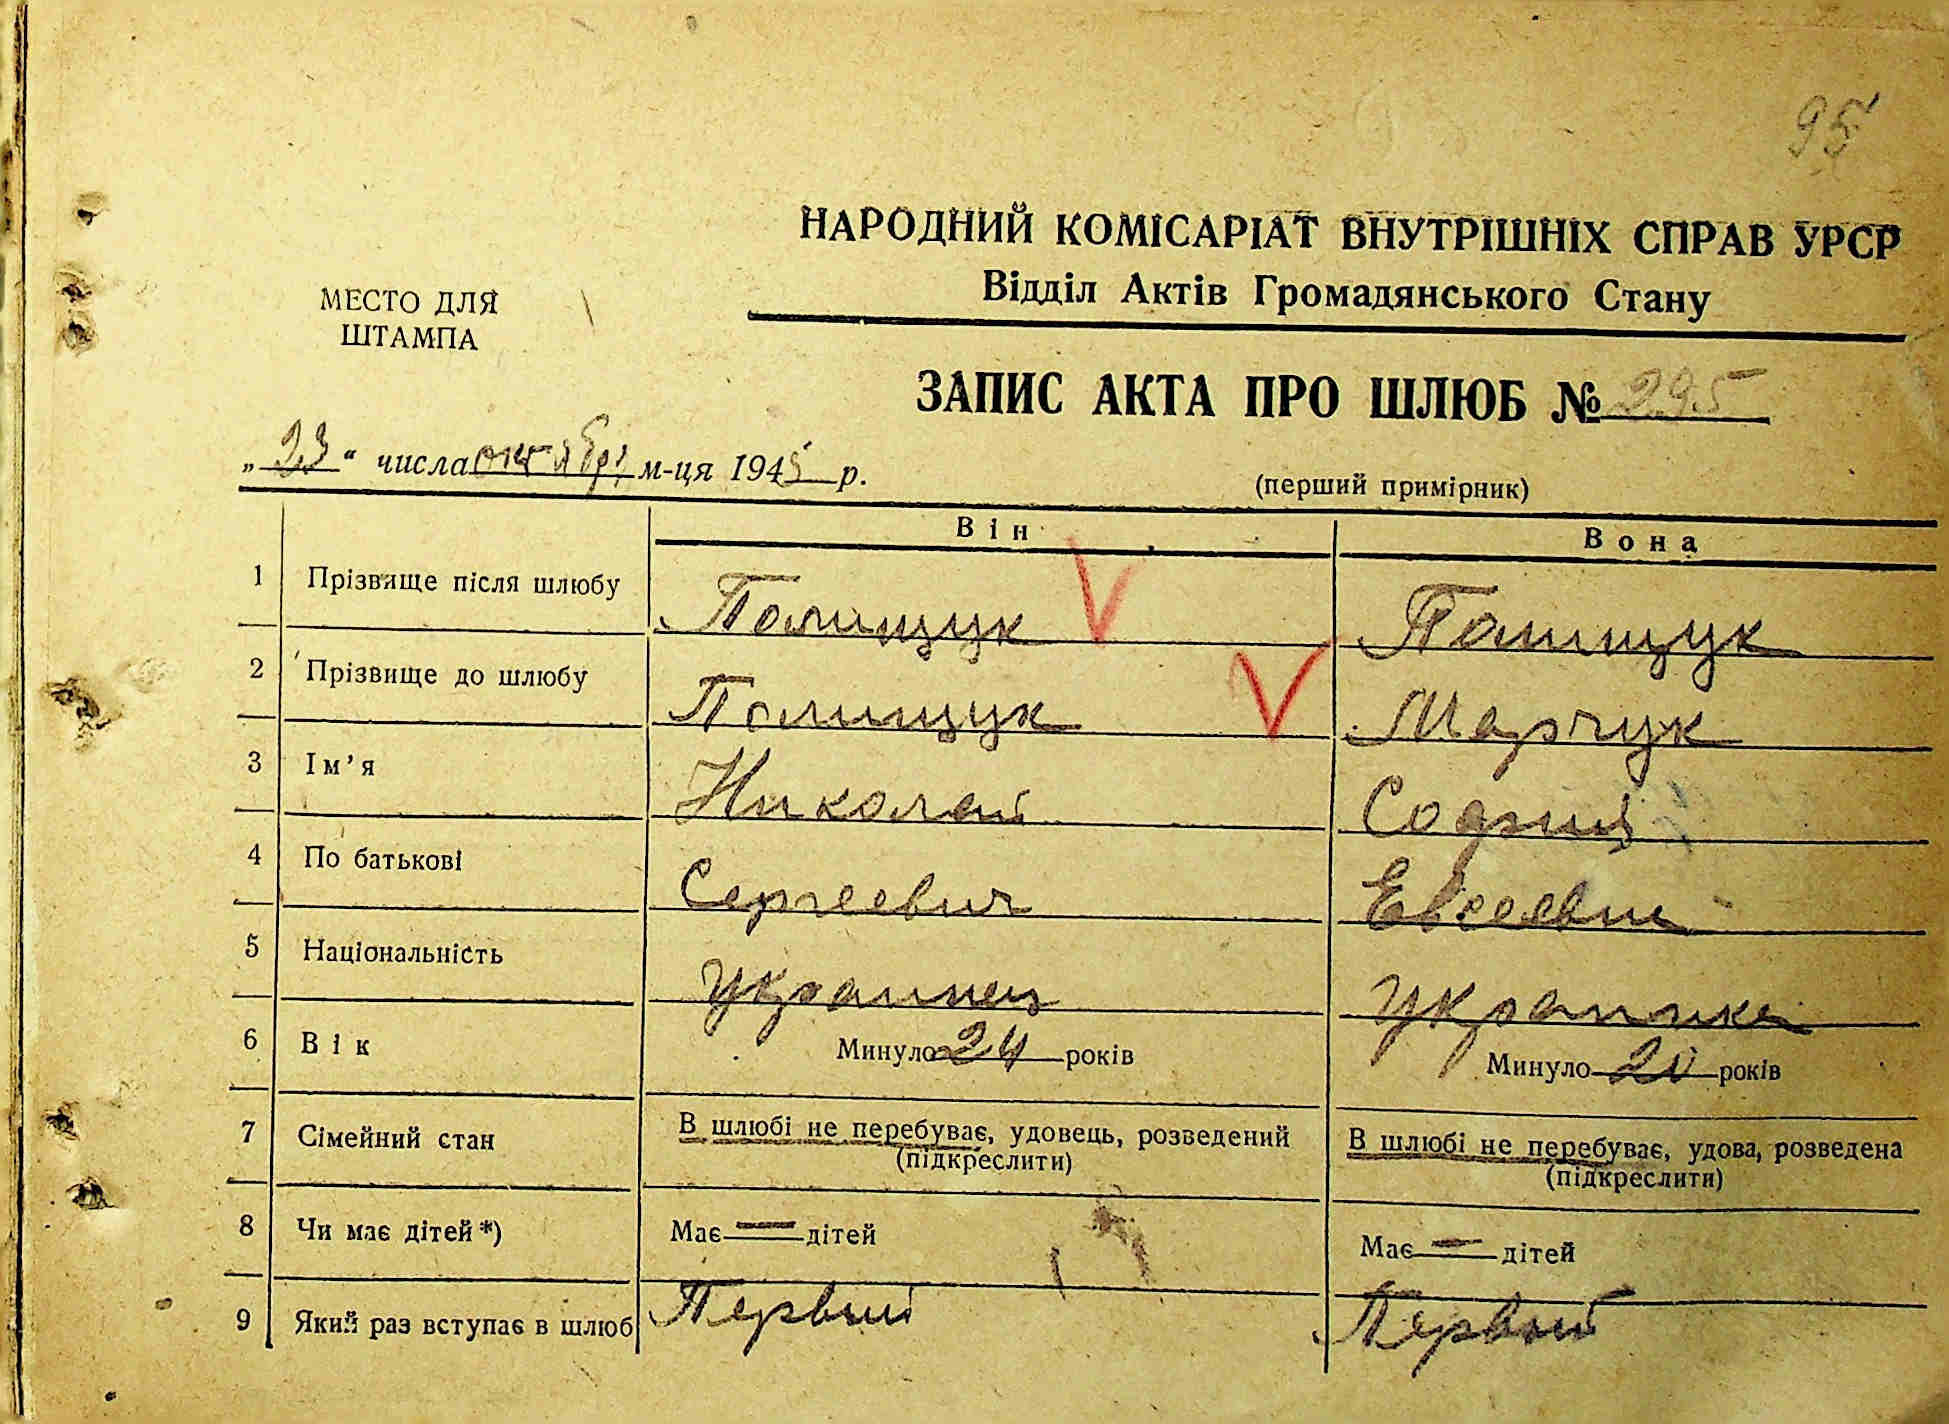 95
НАРОДНИЙ КОМІСАРІАТ ВНУТРІШНІХ СПРАВ УРСР
Відділ Актів Громадянського Стану
МЕСТО ДЛЯ
ШТАМПА
ЗАПИС АКТА ПРО ШЛЮБ № 295
„23“ числа октября м-ця 1945 р.
(перший примірник)
Він Вона
1 Прізвище після шлюбу Полищук Полищук
2 Прізвище до шлюбу Полищук Марчук
3 Ім’я Николай София
4 По батькові Сергеевич Евсеевн
5 Національність украинец украинка
6 Вік Минуло 24 років Минуло 20 років
7 Сімейний стан В шлюбі не перебуває, удовець, розведений В шлюбі не перебуває, удова, розведена
(підкреслити) (підкреслити)
8 Чи має дітей*) Має — дітей Має — дітей
9 Який раз вступає в шлюб Первый Первый